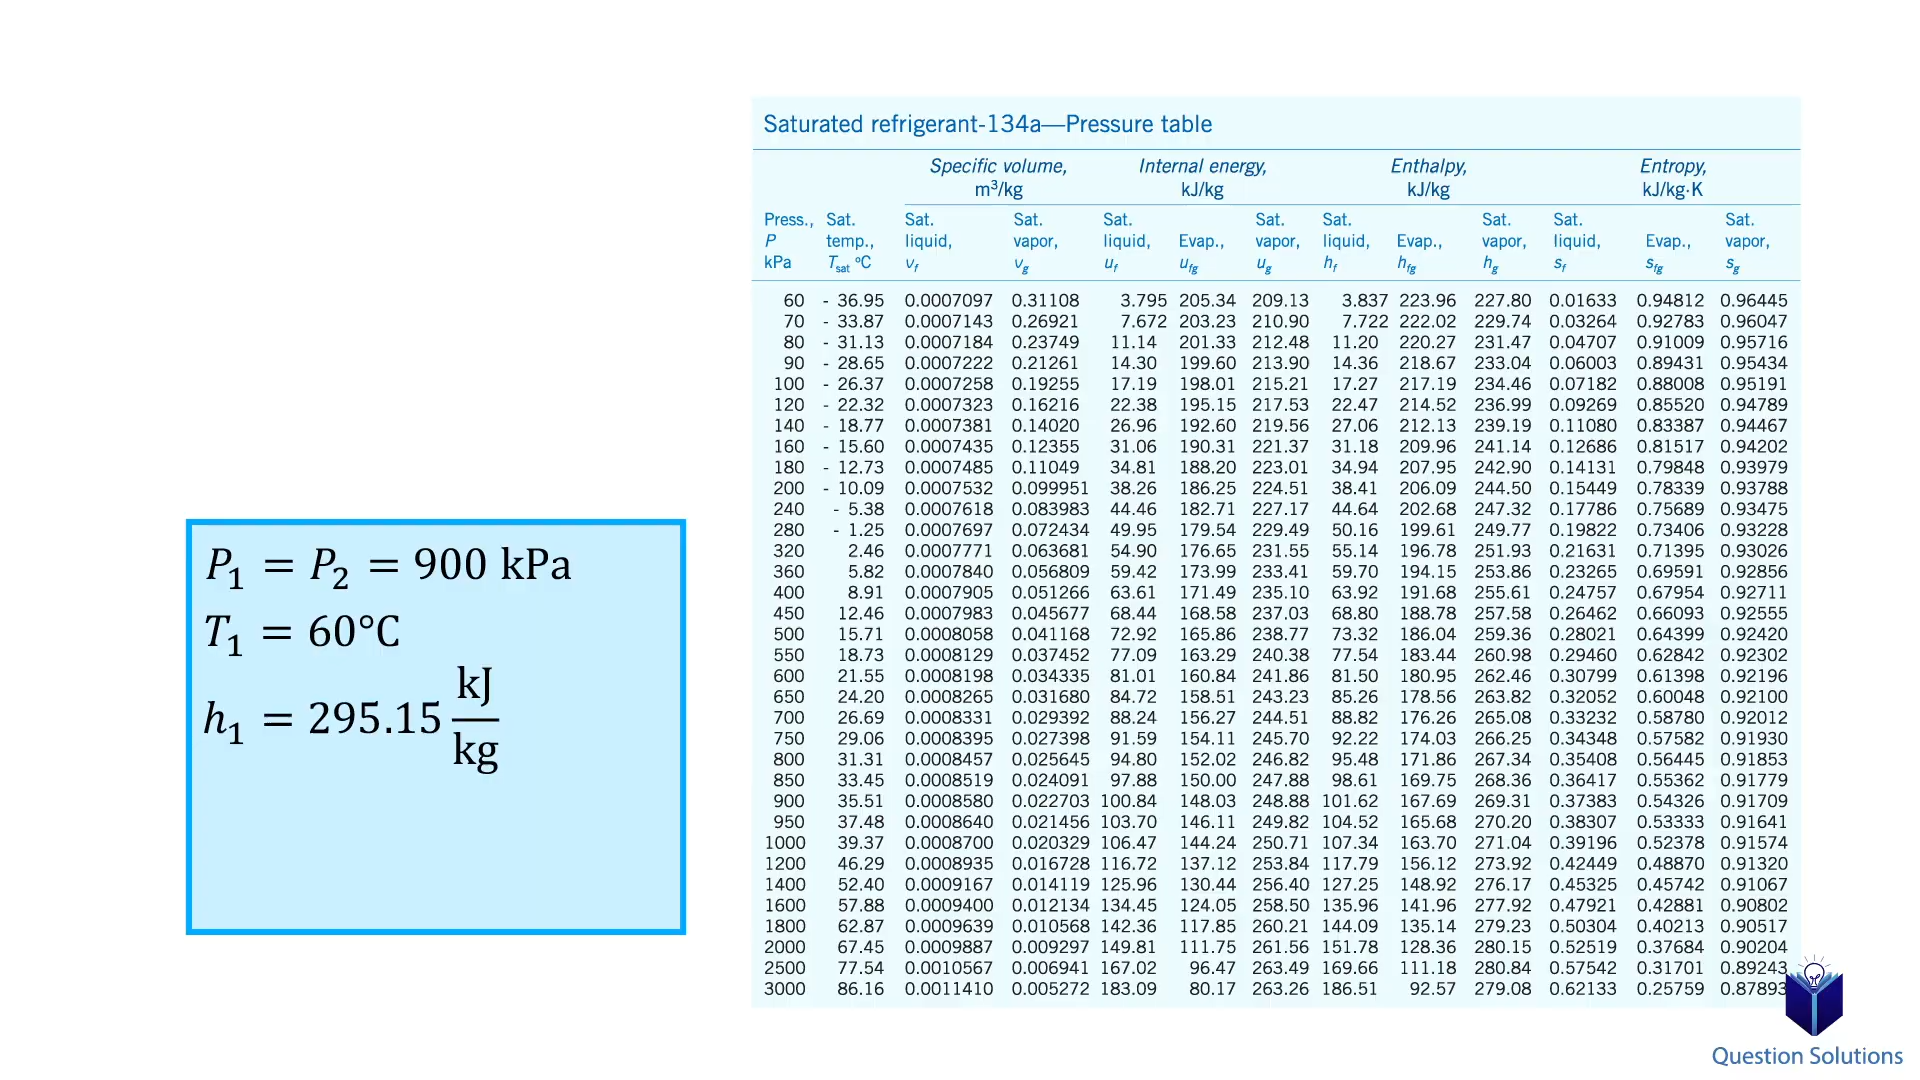 Saturated refrigerant-134a—Pressure table
Specific volume, Internal energy, Enthalpy, Entropy,
m³/kg kJ/kg kJ/kg kJ/kg·K
Press., Sat. Sat. Sat. Sat. Sat. Sat. Sat. Sat. Sat.
P temp., liquid, vapor, liquid, Evap., vapor, liquid, Evap., vapor, liquid, Evap., vapor,
kPa Tsat °C vf vg uf ufg ug hf hfg hg sf sfg sg
60 - 36.95 0.0007097 0.31108 3.795 205.34 209.13 3.837 223.96 227.80 0.01633 0.94812 0.96445
70 - 33.87 0.0007143 0.26921 7.672 203.23 210.90 7.722 222.02 229.74 0.03264 0.92783 0.96047
80 - 31.13 0.0007184 0.23749 11.14 201.33 212.48 11.20 220.27 231.47 0.04707 0.91009 0.95716
90 - 28.65 0.0007222 0.21261 14.30 199.60 213.90 14.36 218.67 233.04 0.06003 0.89431 0.95434
100 - 26.37 0.0007258 0.19255 17.19 198.01 215.21 17.27 217.19 234.46 0.07182 0.88008 0.95191
120 - 22.32 0.0007323 0.16216 22.38 195.15 217.53 22.47 214.52 236.99 0.09269 0.85520 0.94789
140 - 18.77 0.0007381 0.14020 26.96 192.60 219.56 27.06 212.13 239.19 0.11080 0.83387 0.94467
160 - 15.60 0.0007435 0.12355 31.06 190.31 221.37 31.18 209.96 241.14 0.12686 0.81517 0.94202
180 - 12.73 0.0007485 0.11049 34.81 188.20 223.01 34.94 207.95 242.90 0.14131 0.79848 0.93979
200 - 10.09 0.0007532 0.099951 38.26 186.25 224.51 38.41 206.09 244.50 0.15449 0.78339 0.93788
240 - 5.38 0.0007618 0.083983 44.46 182.71 227.17 44.64 202.68 247.32 0.17786 0.75689 0.93475
280 - 1.25 0.0007697 0.072434 49.95 179.54 229.49 50.16 199.61 249.77 0.19822 0.73406 0.93228
320 2.46 0.0007771 0.063681 54.90 176.65 231.55 55.14 196.78 251.93 0.21631 0.71395 0.93026
360 5.82 0.0007840 0.056809 59.42 173.99 233.41 59.70 194.15 253.86 0.23265 0.69591 0.92856
400 8.91 0.0007905 0.051266 63.61 171.49 235.10 63.92 191.68 255.61 0.24757 0.67954 0.92711
450 12.46 0.0007983 0.045677 68.44 168.58 237.03 68.80 188.78 257.58 0.26462 0.66093 0.92555
500 15.71 0.0008058 0.041168 72.92 165.86 238.77 73.32 186.04 259.36 0.28021 0.64399 0.92420
550 18.73 0.0008129 0.037452 77.09 163.29 240.38 77.54 183.44 260.98 0.29460 0.62842 0.92302
600 21.55 0.0008198 0.034335 81.01 160.84 241.86 81.50 180.95 262.46 0.30799 0.61398 0.92196
650 24.20 0.0008265 0.031680 84.72 158.51 243.23 85.26 178.56 263.82 0.32052 0.60048 0.92100
700 26.69 0.0008331 0.029392 88.24 156.27 244.51 88.82 176.26 265.08 0.33232 0.58780 0.92012
750 29.06 0.0008395 0.027398 91.59 154.11 245.70 92.22 174.03 266.25 0.34348 0.57582 0.91930
800 31.31 0.0008457 0.025645 94.80 152.02 246.82 95.48 171.86 267.34 0.35408 0.56445 0.91853
850 33.45 0.0008519 0.024091 97.88 150.00 247.88 98.61 169.75 268.36 0.36417 0.55362 0.91779
900 35.51 0.0008580 0.022703 100.84 148.03 248.88 101.62 167.69 269.31 0.37383 0.54326 0.91709
950 37.48 0.0008640 0.021456 103.70 146.11 249.82 104.52 165.68 270.20 0.38307 0.53333 0.91641
1000 39.37 0.0008700 0.020329 106.47 144.24 250.71 107.34 163.70 271.04 0.39196 0.52378 0.91574
1200 46.29 0.0008935 0.016728 116.72 137.12 253.84 117.79 156.12 273.92 0.42449 0.48870 0.91320
1400 52.40 0.0009167 0.014119 125.96 130.44 256.40 127.25 148.92 276.17 0.45325 0.45742 0.91067
1600 57.88 0.0009400 0.012134 134.45 124.05 258.50 135.96 141.96 277.92 0.47921 0.42881 0.90802
1800 62.87 0.0009639 0.010568 142.36 117.85 260.21 144.09 135.14 279.23 0.50304 0.40213 0.90517
2000 67.45 0.0009887 0.009297 149.81 111.75 261.56 151.78 128.36 280.15 0.52519 0.37684 0.90204
2500 77.54 0.0010567 0.006941 167.02 96.47 263.49 169.66 111.18 280.84 0.57542 0.31701 0.89243
3000 86.16 0.0011410 0.005272 183.09 80.17 263.26 186.51 92.57 279.08 0.62133 0.25759 0.87893
P₁ = P₂ = 900 kPa
T₁ = 60°C
h₁ = 295.15 kJ/kg
Question Solutions